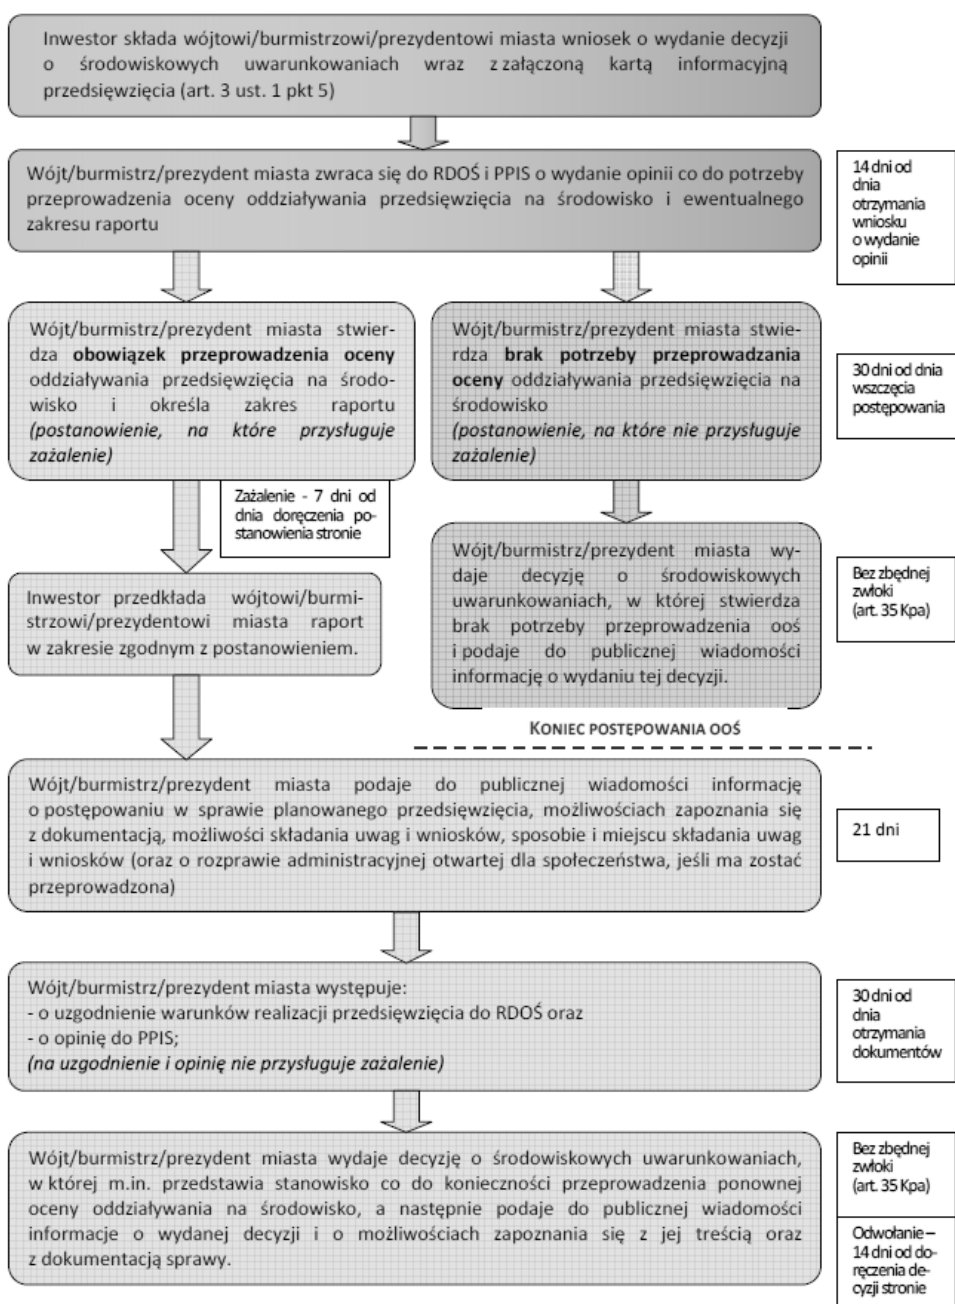 Inwestor składa wójtowi/burmistrzowi/prezydentowi miasta wniosek o wydanie decyzji
o środowiskowych uwarunkowaniach wraz z załączoną kartą informacyjną
przedsięwzięcia (art. 3 ust. 1 pkt 5)
Wójt/burmistrz/prezydent miasta zwraca się do RDOŚ i PPIS o wydanie opinii co do potrzeby
przeprowadzenia oceny oddziaływania przedsięwzięcia na środowisko i ewentualnego
zakresu raportu
14 dni od
dnia
otrzymania
wniosku
o wydanie
opinii
Wójt/burmistrz/prezydent miasta stwier-
dza obowiązek przeprowadzenia oceny
oddziaływania przedsięwzięcia na środo-
wisko i określa zakres raportu
(postanowienie, na które przysługuje
zażalenie)
Wójt/burmistrz/prezydent miasta stwie-
rdza brak potrzeby przeprowadzania
oceny oddziaływania przedsięwzięcia na
środowisko
(postanowienie, na które nie przysługuje
zażalenie)
30 dni od dnia
wszczęcia
postępowania
Zażalenie - 7 dni od
dnia doręczenia po-
stanowienia stronie
Inwestor przedkłada wójtowi/burmi-
strzowi/prezydentowi miasta raport
w zakresie zgodnym z postanowieniem.
Wójt/burmistrz/prezydent miasta wy-
daje decyzję o środowiskowych
uwarunkowaniach, w której stwierdza
brak potrzeby przeprowadzenia ooś
i podaje do publicznej wiadomości
informację o wydaniu tej decyzji.
Bez zbędnej
zwłoki
(art. 35 Kpa)
KONIEC POSTĘPOWANIA OOŚ
Wójt/burmistrz/prezydent miasta podaje do publicznej wiadomości informację
o postępowaniu w sprawie planowanego przedsięwzięcia, możliwościach zapoznania się
z dokumentacją, możliwości składania uwag i wniosków, sposobie i miejscu składania uwag
i wniosków (oraz o rozprawie administracyjnej otwartej dla społeczeństwa, jeśli ma zostać
przeprowadzona)
21 dni
Wójt/burmistrz/prezydent miasta występuje:
- o uzgodnienie warunków realizacji przedsięwzięcia do RDOŚ oraz
- o opinię do PPIS;
(na uzgodnienie i opinię nie przysługuje zażalenie)
30 dni od
dnia
otrzymania
dokumentów
Wójt/burmistrz/prezydent miasta wydaje decyzję o środowiskowych uwarunkowaniach,
w której m.in. przedstawia stanowisko co do konieczności przeprowadzenia ponownej
oceny oddziaływania na środowisko, a następnie podaje do publicznej wiadomości
informacje o wydanej decyzji i o możliwościach zapoznania się z jej treścią oraz
z dokumentacją sprawy.
Bez zbędnej
zwłoki
(art. 35 Kpa)
Odwołanie –
14 dni od do-
ręczenia de-
cyzji stronie